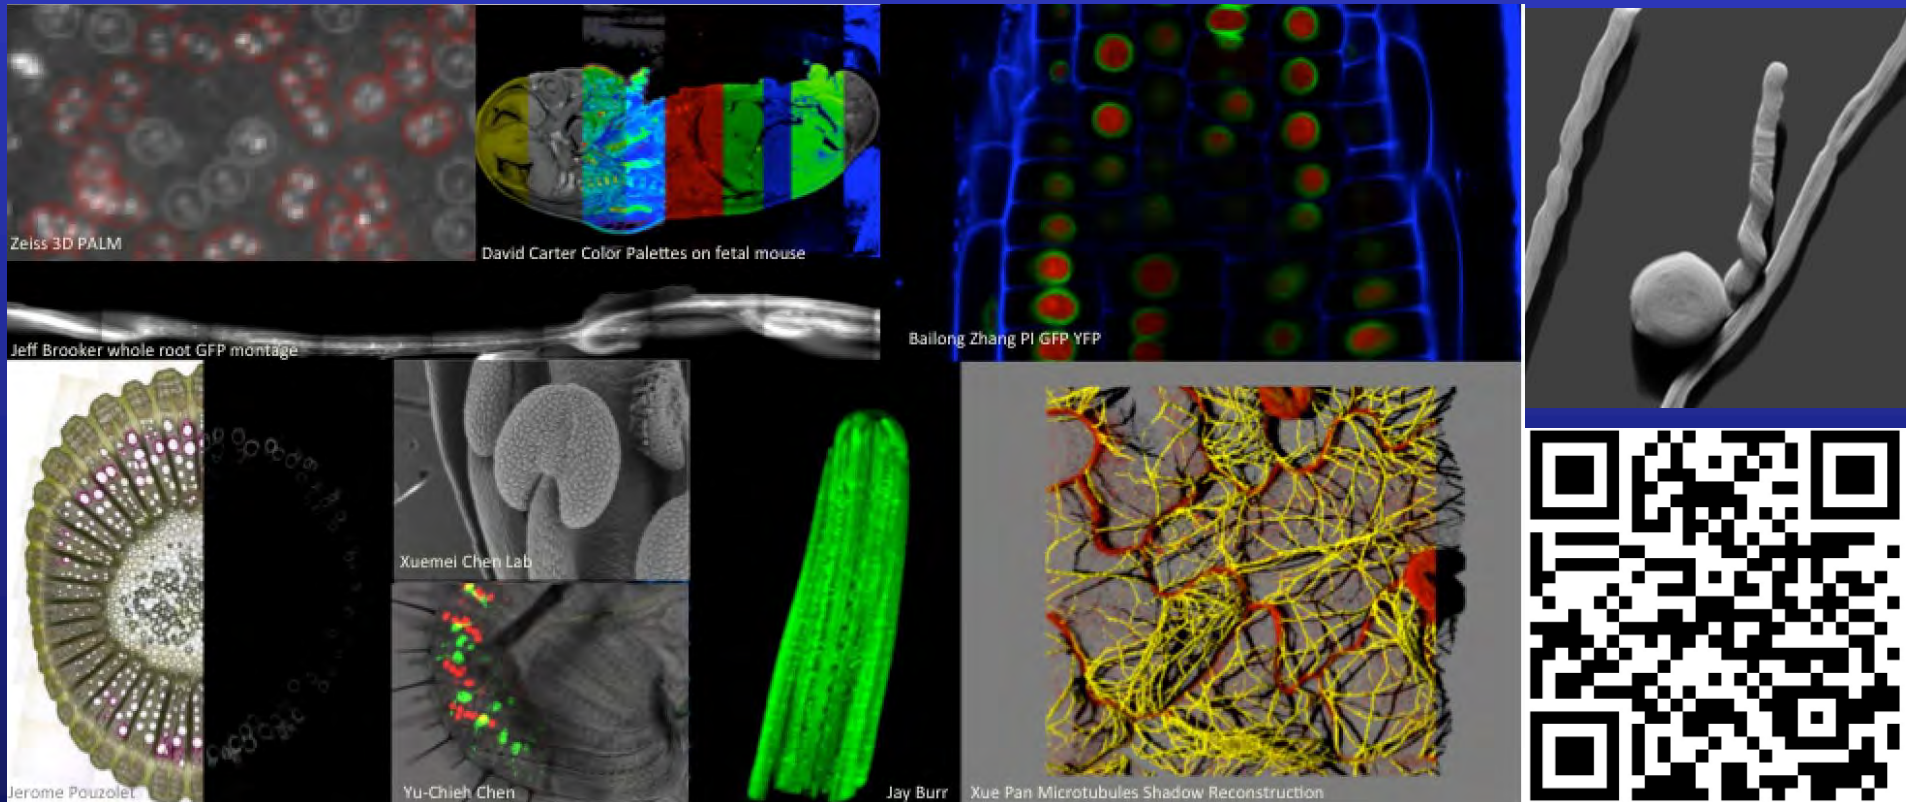 Zeiss 3D PALM
David Carter Color Palettes on fetal mouse
Jeff Brooker whole root GFP montage
Bailong Zhang PI GFP YFP
Xuemei Chen Lab
Jerome Pouzolet
Yu-Chieh Chen
Jay Burr
Xue Pan Microtubules Shadow Reconstruction